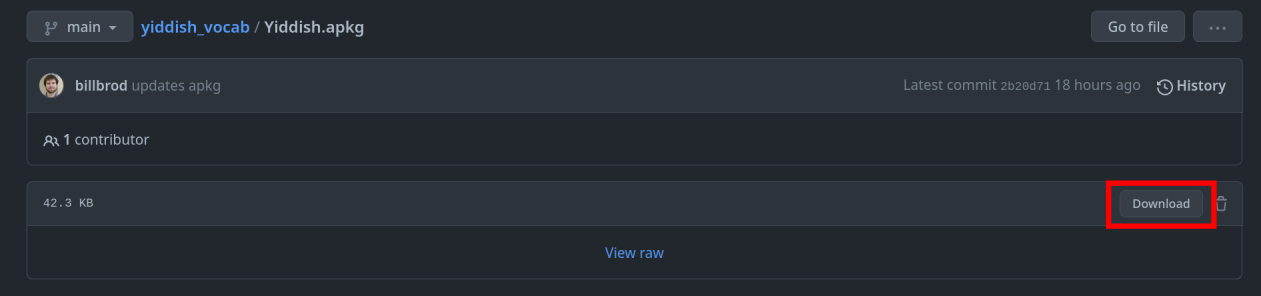 main yiddish_vocab / Yiddish.apkg Go to file ...
billbrod updates apkg Latest commit 2b20d71 18 hours ago History
1 contributor
42.3 KB Download
View raw